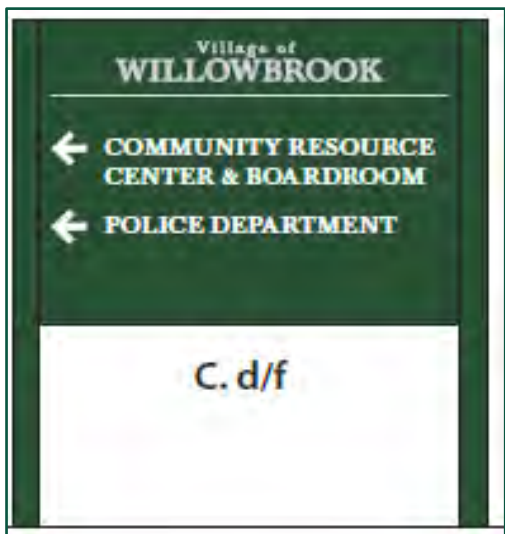 Village of
WILLOWBROOK
COMMUNITY RESOURCE
CENTER & BOARDROOM
POLICE DEPARTMENT
C. d/f